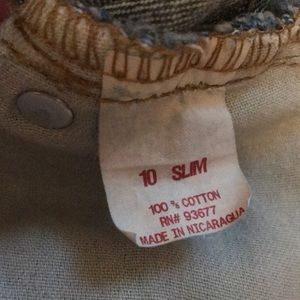 10 SLIM
100 % COTTON
RN# 93677
MADE IN NICARAGUA